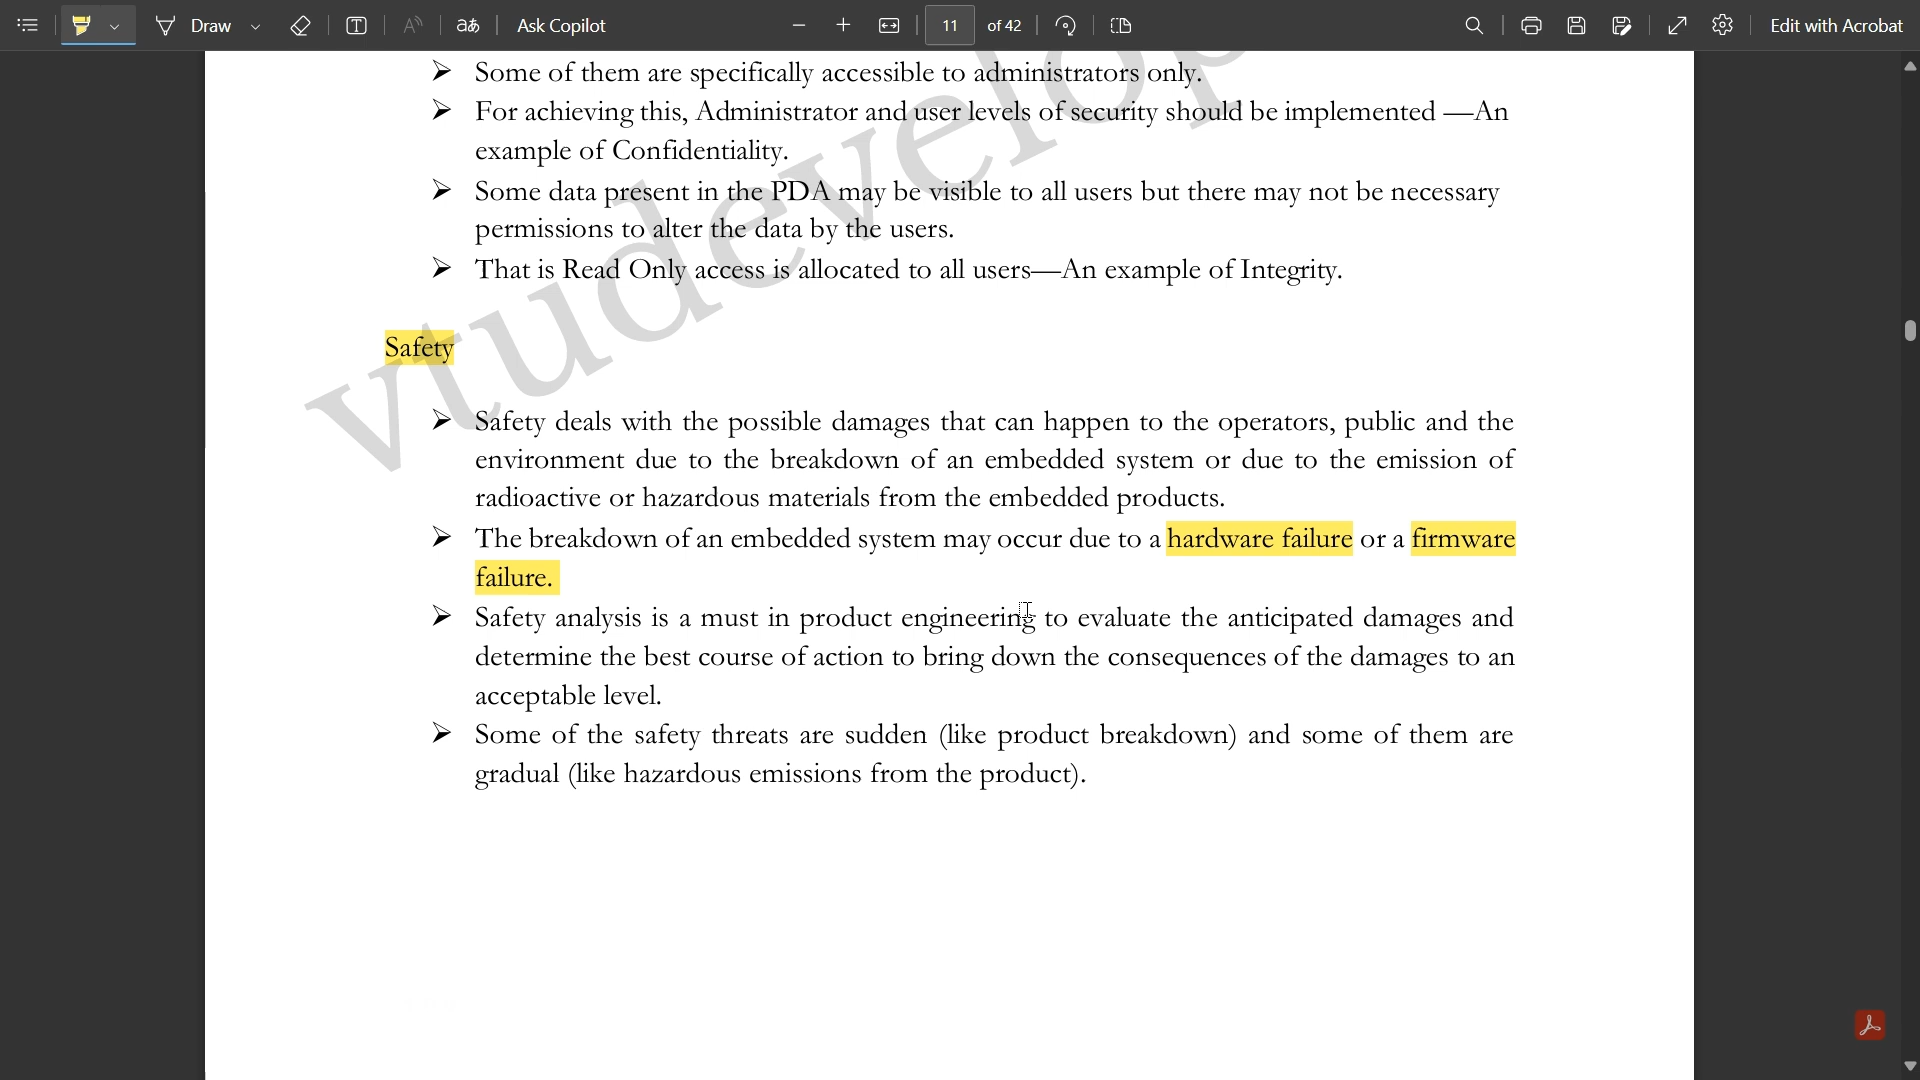 Draw
A
aあ
Ask Copilot
11
of 42
Edit with Acrobat
➢ Some of them are specifically accessible to administrators only.
➢ For achieving this, Administrator and user levels of security should be implemented —An
example of Confidentiality.
➢ Some data present in the PDA may be visible to all users but there may not be necessary
permissions to alter the data by the users.
➢ That is Read Only access is allocated to all users—An example of Integrity.
vtudevelop
Safety
➢ Safety deals with the possible damages that can happen to the operators, public and the
environment due to the breakdown of an embedded system or due to the emission of
radioactive or hazardous materials from the embedded products.
➢ The breakdown of an embedded system may occur due to a hardware failure or a firmware
failure.
➢ Safety analysis is a must in product engineering to evaluate the anticipated damages and
determine the best course of action to bring down the consequences of the damages to an
acceptable level.
➢ Some of the safety threats are sudden (like product breakdown) and some of them are
gradual (like hazardous emissions from the product).